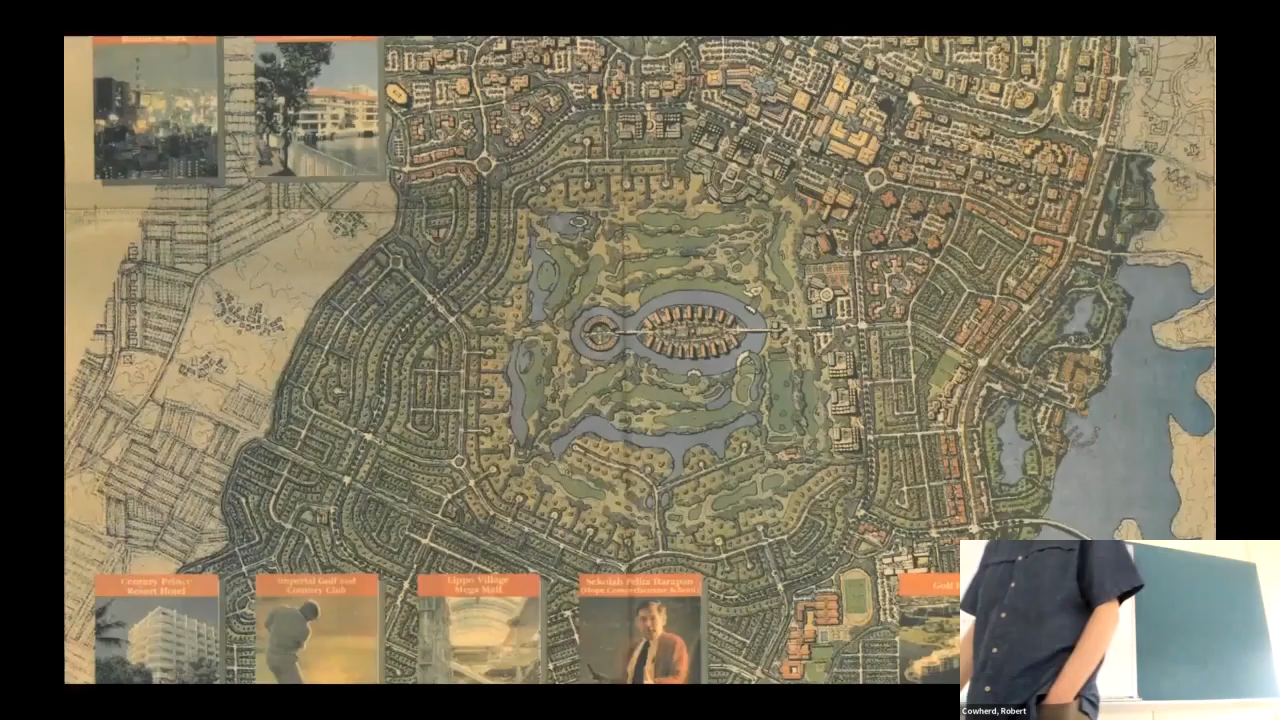 Century Prince
Resort Hotel
Imperial Golf and
Country Club
Lippo Village
Mega Mall
Sekolah Pelita Harapan
(Hope Comprehensive School)
Golf
Cowherd, Robert